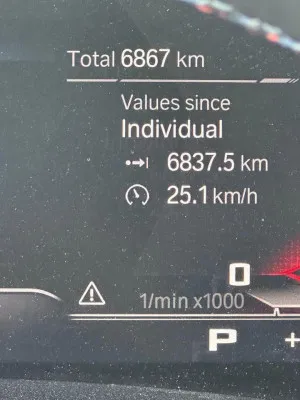 Total 6867 km
Values since
Individual
6837.5 km
25.1 km/h
0
1/min x1000
P +